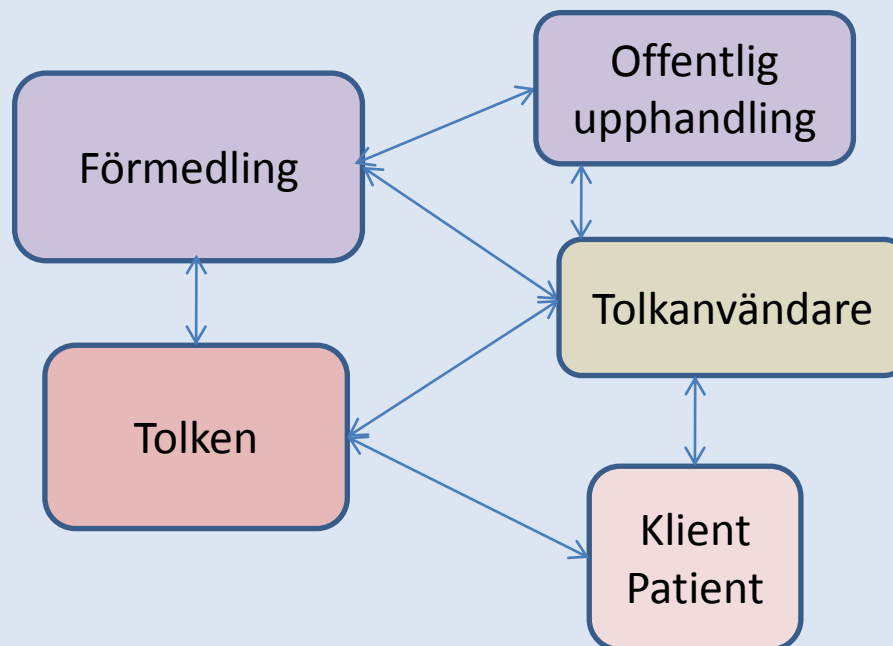 Offentlig
upphandling
Förmedling
Tolkanvändare
Tolken
Klient
Patient